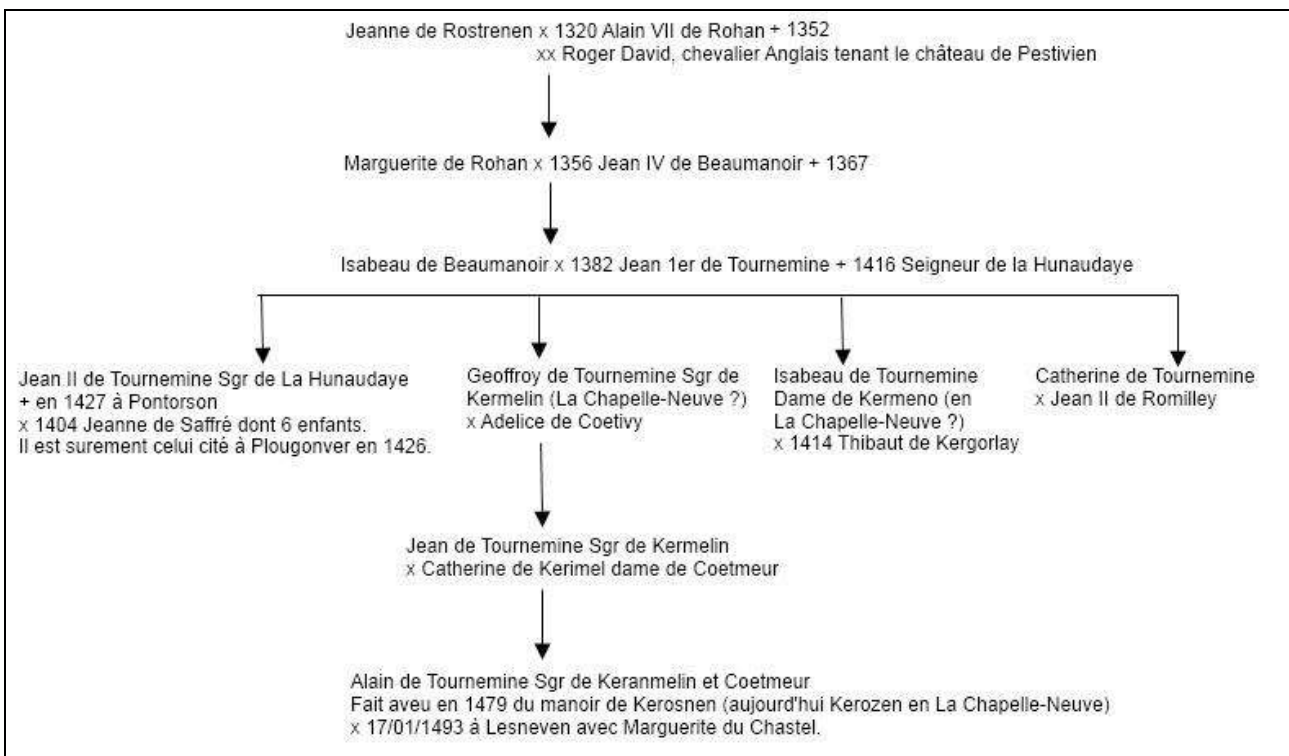 Jeanne de Rostrenen x 1320 Alain VII de Rohan + 1352
xx Roger David, chevalier Anglais tenant le château de Pestivien
Marguerite de Rohan x 1356 Jean IV de Beaumanoir + 1367
Isabeau de Beaumanoir x 1382 Jean 1er de Tournemine + 1416 Seigneur de la Hunaudaye
Jean II de Tournemine Sgr de La Hunaudaye
+ en 1427 à Pontorson
x 1404 Jeanne de Saffré dont 6 enfants.
Il est surement celui cité à Plougonver en 1426.
Geoffroy de Tournemine Sgr de
Kermelin (La Chapelle-Neuve ?)
x Adelice de Coetivy
Isabeau de Tournemine
Dame de Kermeno (en
La Chapelle-Neuve ?)
x 1414 Thibaut de Kergorlay
Catherine de Tournemine
x Jean II de Romilley
Jean de Tournemine Sgr de Kermelin
x Catherine de Kerimel dame de Coetmeur
Alain de Tournemine Sgr de Keranmelin et Coetmeur
Fait aveu en 1479 du manoir de Kerosnen (aujourd'hui Kerozen en La Chapelle-Neuve)
x 17/01/1493 à Lesneven avec Marguerite du Chastel.